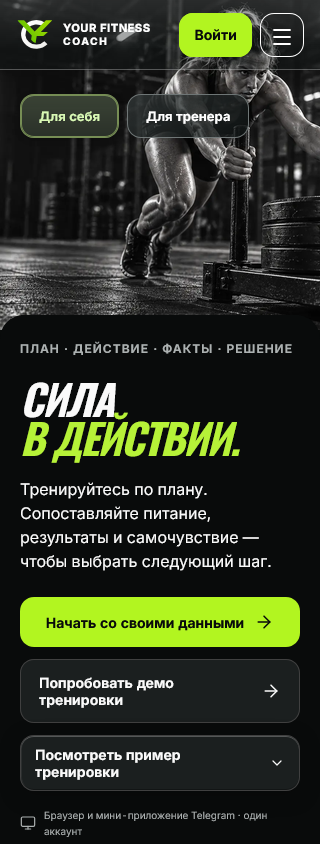 YOUR FITNESS
COACH
Войти
Для себя
Для тренера
ПЛАН · ДЕЙСТВИЕ · ФАКТЫ · РЕШЕНИЕ
СИЛА
В ДЕЙСТВИИ.
Тренируйтесь по плану.
Сопоставляйте питание,
результаты и самочувствие —
чтобы выбрать следующий шаг.
Начать со своими данными
Попробовать демо
тренировки
Посмотреть пример
тренировки
Браузер и мини-приложение Telegram · один
аккаунт